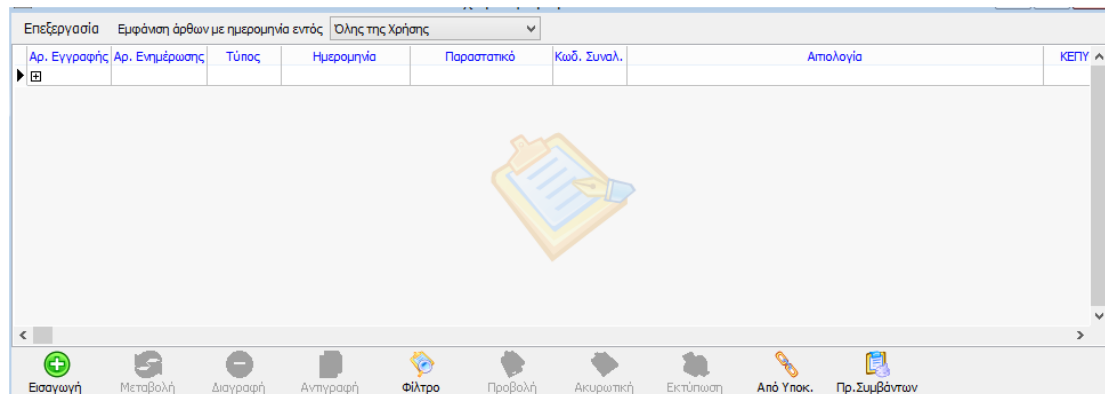 Επεξεργασία Εμφάνιση άρθων με ημερομηνία εντός Όλης της Χρήσης
Αρ. Εγγραφής Αρ. Ενημέρωσης Τύπος Ημερομηνία Παραστατικό Κωδ. Συναλ. Αιτιολογία ΚΕΠΥ
Εισαγωγή Μεταβολή Διαγραφή Αντιγραφή Φίλτρο Προβολή Ακυρωτική Εκτύπωση Από Υποκ. Πρ.Συμβάντων